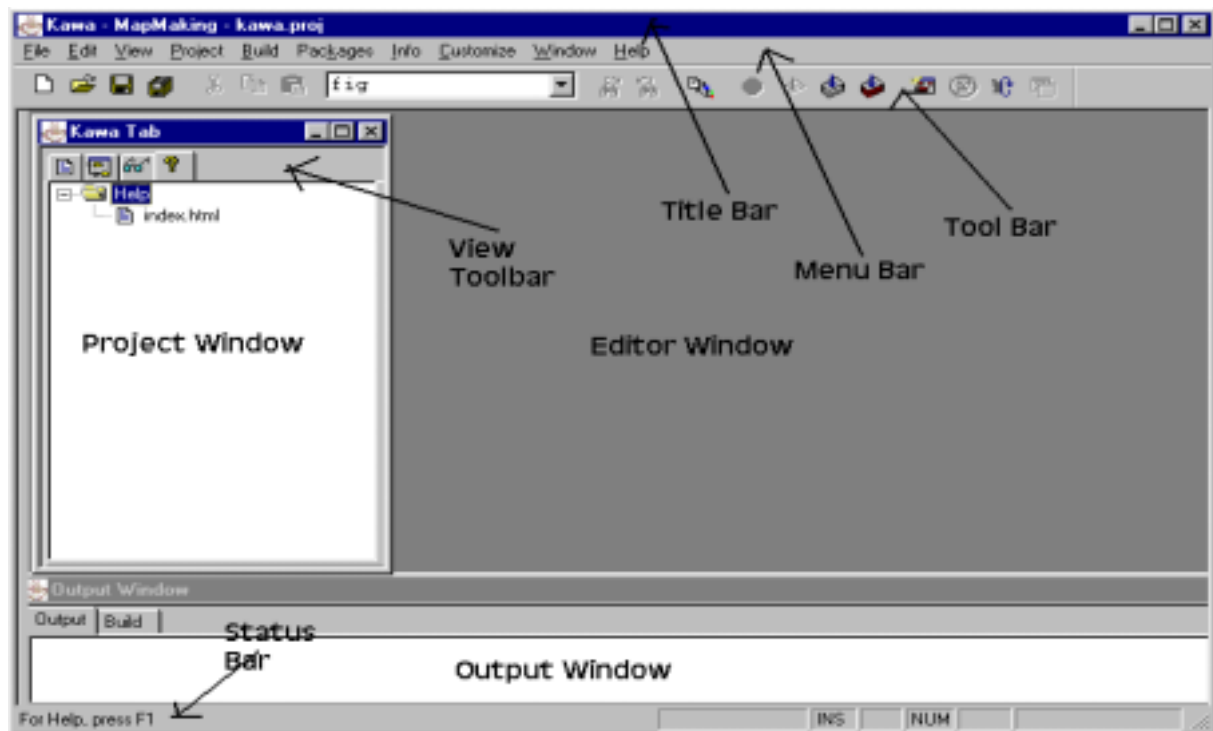 Kawa - MapMaking - kawa.proj
File Edit View Project Build Packages Info Customize Window Help
fig
Kawa Tab
Help
index.html
Title Bar
Tool Bar
View
Toolbar
Menu Bar
Project Window
Editor Window
Output Window
Output Build
Status
Bar
Output Window
For Help, press F1
INS NUM